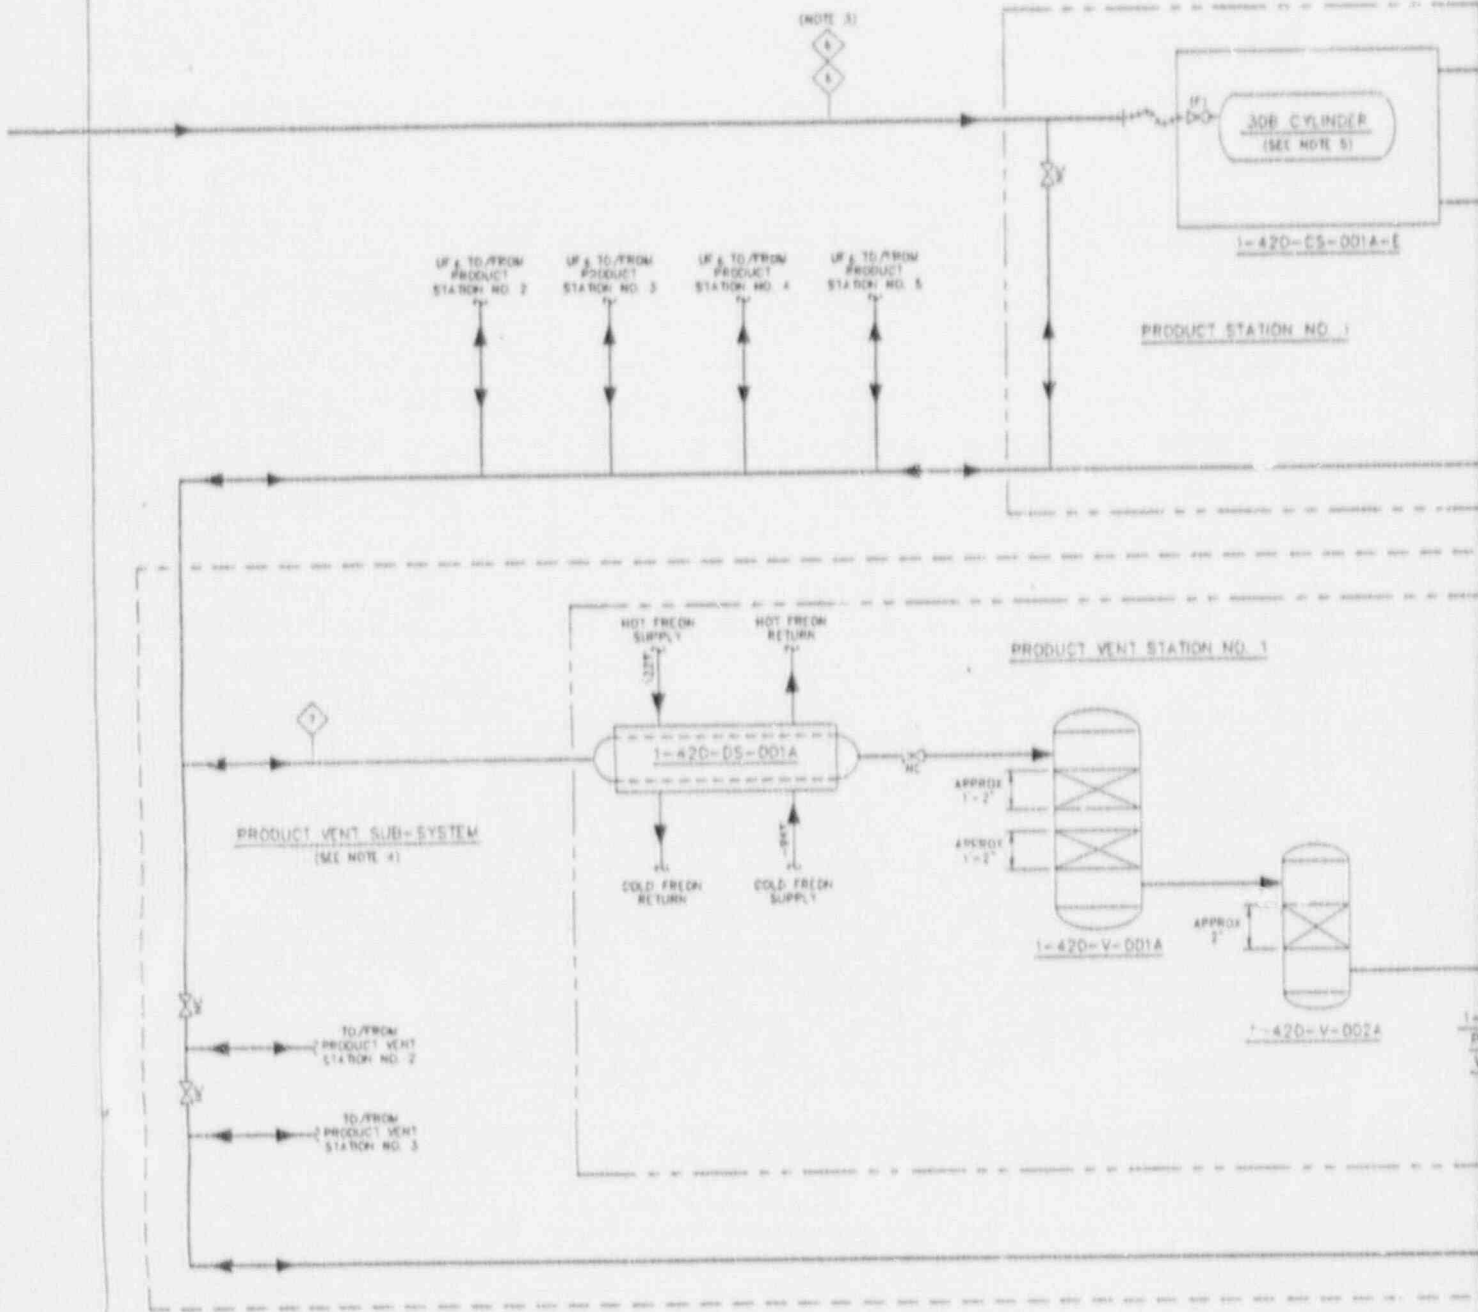 (NOTE 3)
6
6
(F)
30B CYLINDER
(SEE NOTE 5)
1-420-CS-001A-E
UF6 TO/FROM
PRODUCT
STATION NO. 2
UF6 TO/FROM
PRODUCT
STATION NO. 3
UF6 TO/FROM
PRODUCT
STATION NO. 4
UF6 TO/FROM
PRODUCT
STATION NO. 5
PRODUCT STATION NO. 1
HOT FREON
SUPPLY
HOT FREON
RETURN
PRODUCT VENT STATION NO. 1
7
1-420-DS-001A
NC
APPROX
1'-2"
APPROX
1'-2"
PRODUCT VENT SUB-SYSTEM
(SEE NOTE 4)
COLD FREON
RETURN
COLD FREON
SUPPLY
1-420-V-001A
APPROX
2'
1-420-V-002A
TO/FROM
PRODUCT VENT
STATION NO. 2
TO/FROM
PRODUCT VENT
STATION NO. 3